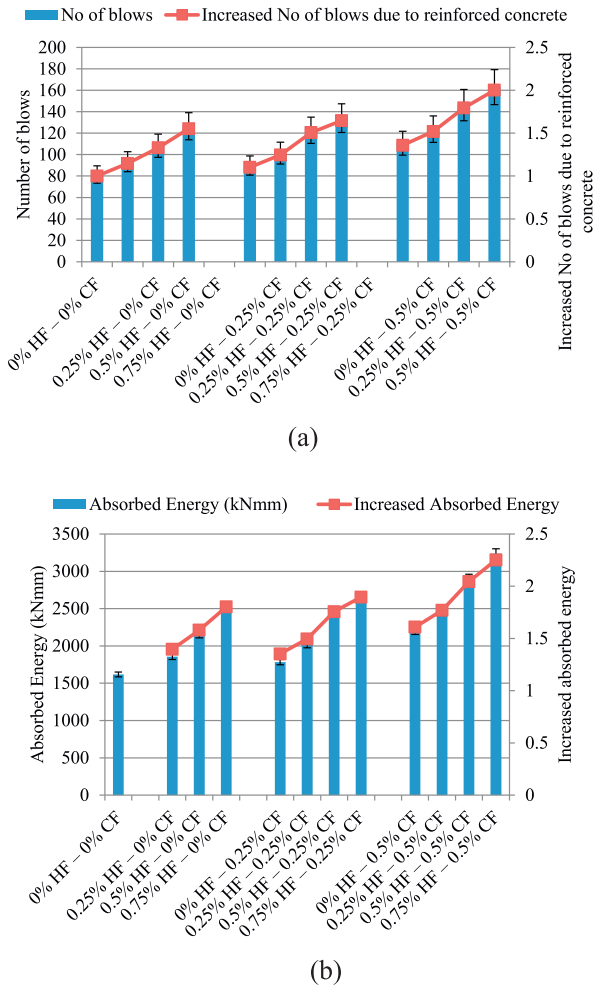 No of blows Increased No of blows due to reinforced concrete
200 2.5
180
160 2
140
120 1.5
100
80 1
60
40 0.5
20
0 0
Number of blows
Increased No of blows due to reinforced
concrete
0% HF – 0% CF
0.25% HF – 0% CF
0.5% HF – 0% CF
0.75% HF – 0% CF
0% HF – 0.25% CF
0.25% HF – 0.25% CF
0.5% HF – 0.25% CF
0.75% HF – 0.25% CF
0% HF – 0.5% CF
0.25% HF – 0.5% CF
0.5% HF – 0.5% CF
(a)
Absorbed Energy (kNmm) Increased Absorbed Energy
3500 2.5
3000
2
2500
2000 1.5
1500
1
1000
500 0.5
0 0
Absorbed Energy (kNmm)
Increased absorbed energy
0% HF – 0% CF
0.25% HF – 0% CF
0.5% HF – 0% CF
0.75% HF – 0% CF
0% HF – 0.25% CF
0.25% HF – 0.25% CF
0.5% HF – 0.25% CF
0.75% HF – 0.25% CF
0% HF – 0.5% CF
0.25% HF – 0.5% CF
0.5% HF – 0.5% CF
0.75% HF – 0.5% CF
(b)